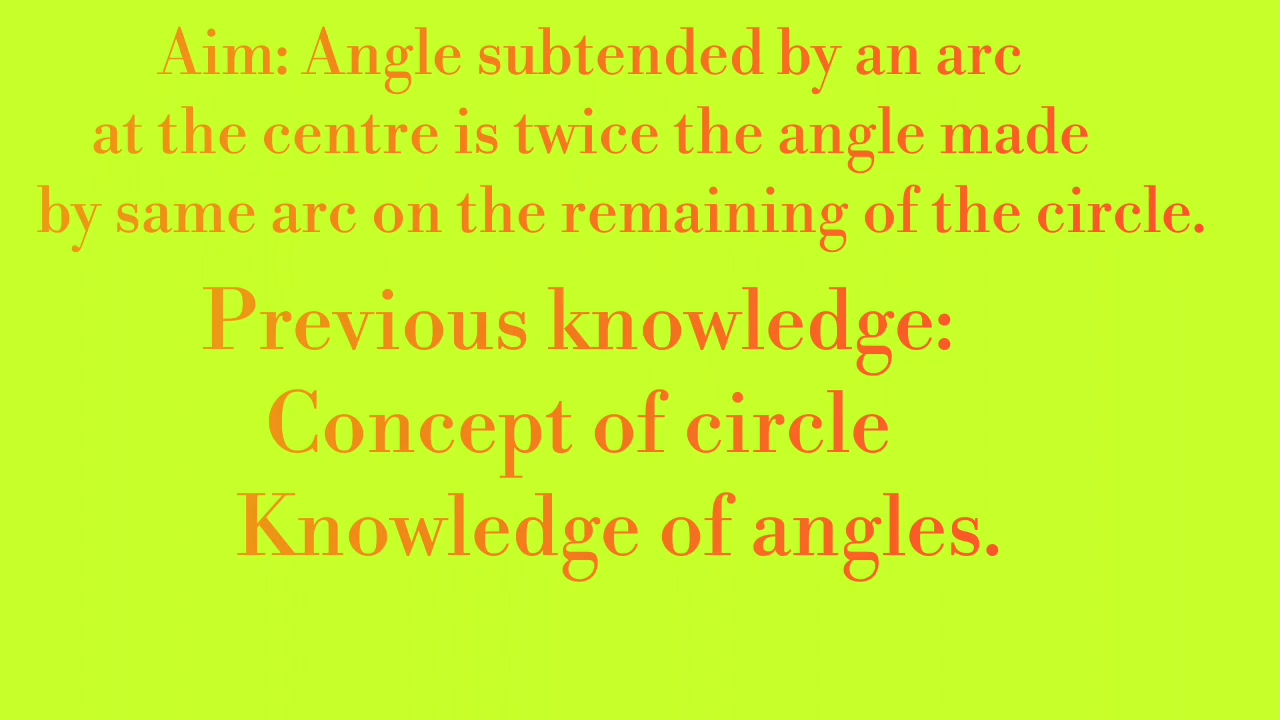 Aim: Angle subtended by an arc
at the centre is twice the angle made
by same arc on the remaining of the circle.
Previous knowledge:
Concept of circle
Knowledge of angles.